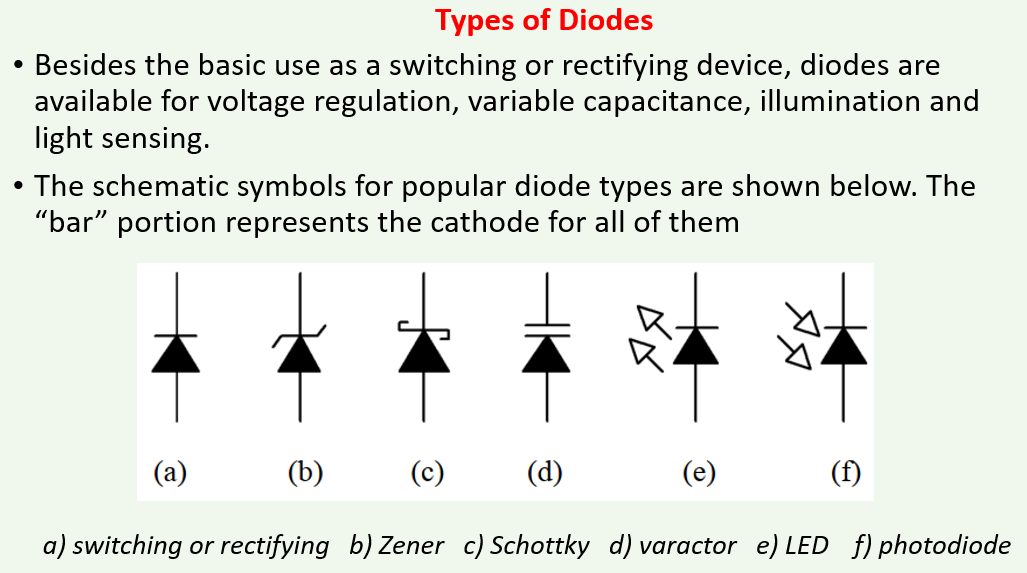 Types of Diodes
• Besides the basic use as a switching or rectifying device, diodes are
available for voltage regulation, variable capacitance, illumination and
light sensing.
• The schematic symbols for popular diode types are shown below. The
“bar” portion represents the cathode for all of them
(a) (b) (c) (d) (e) (f)
a) switching or rectifying b) Zener c) Schottky d) varactor e) LED f) photodiode